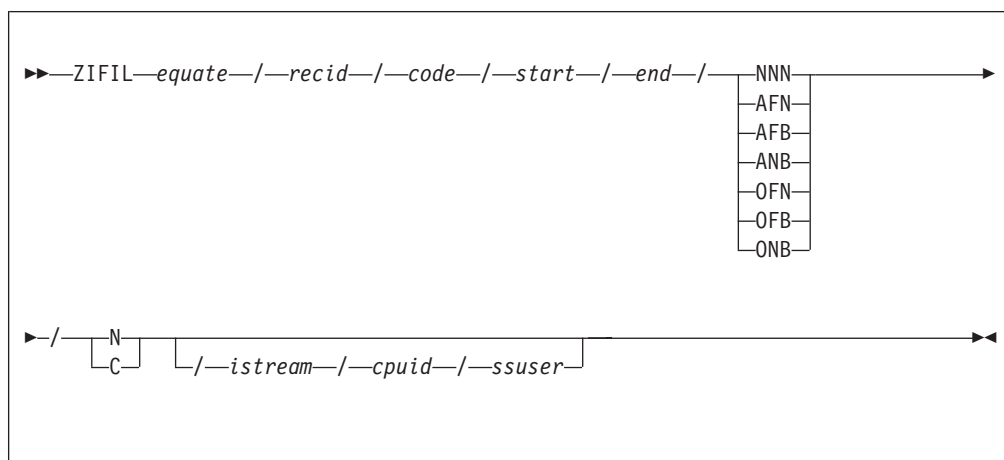 ZIFIL equate / recid / code / start / end / NNN
AFN
AFB
ANB
OFN
OFB
ONB
/ N
C
/ istream / cpuid / ssuser